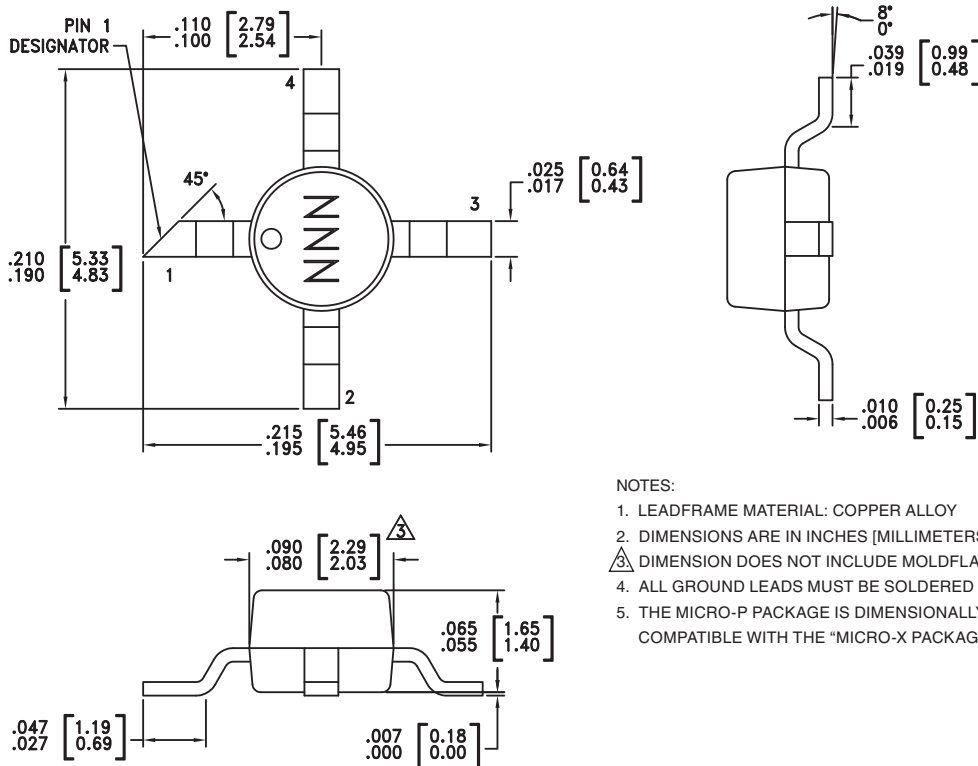 PIN 1
DESIGNATOR
.110 [2.79]
.100 [2.54]
4
45°
.025 [0.64]
.017 [0.43]
3
NNN
1
.210 [5.33]
.190 [4.83]
2
.215 [5.46]
.195 [4.95]
8°
0°
.039 [0.99]
.019 [0.48]
.010 [0.25]
.006 [0.15]
.090 [2.29]
.080 [2.03]
3
.065 [1.65]
.055 [1.40]
.047 [1.19]
.027 [0.69]
.007 [0.18]
.000 [0.00]
NOTES:
1. LEADFRAME MATERIAL: COPPER ALLOY
2. DIMENSIONS ARE IN INCHES [MILLIMETERS
3. DIMENSION DOES NOT INCLUDE MOLDFLA
4. ALL GROUND LEADS MUST BE SOLDERED
5. THE MICRO-P PACKAGE IS DIMENSIONALLY
COMPATIBLE WITH THE “MICRO-X PACKAG